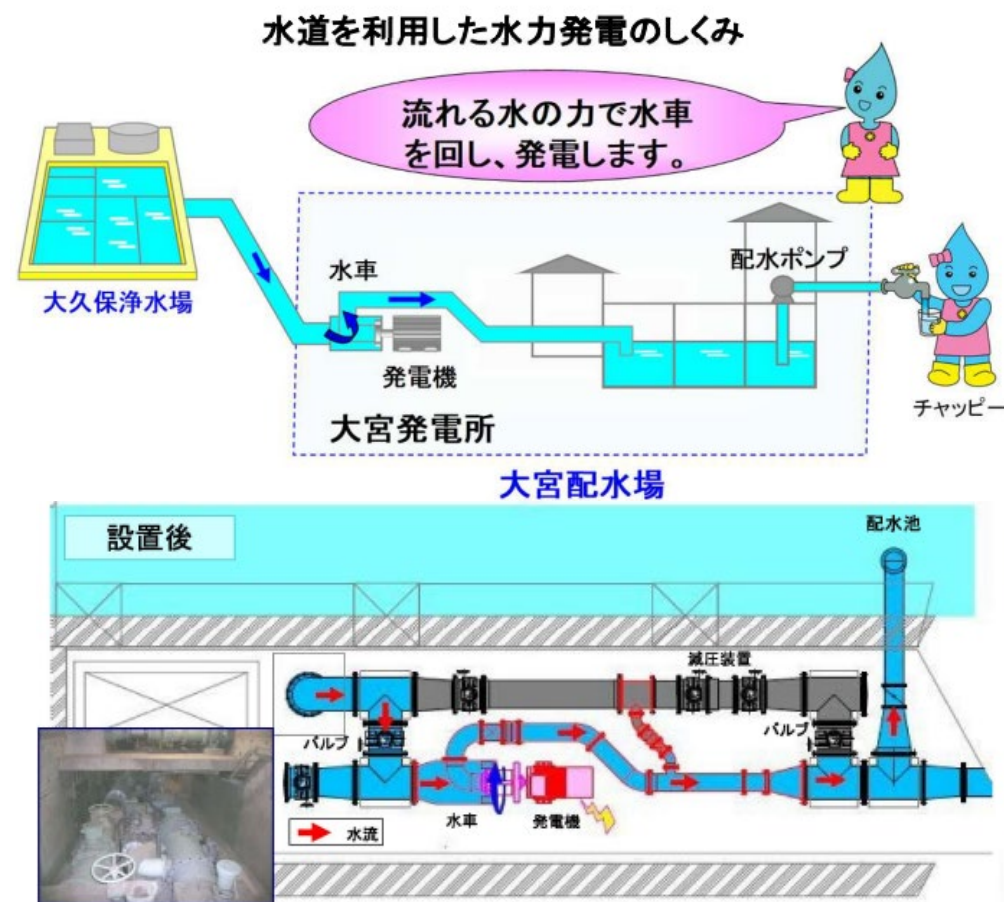 水道を利用した水力発電のしくみ
流れる水の力で水車
を回し、発電します。
大久保浄水場
水車
発電機
配水ポンプ
チャッピー
大宮発電所
大宮配水場
設置後
配水池
減圧装置
バルブ
バルブ
水流
水車
発電機